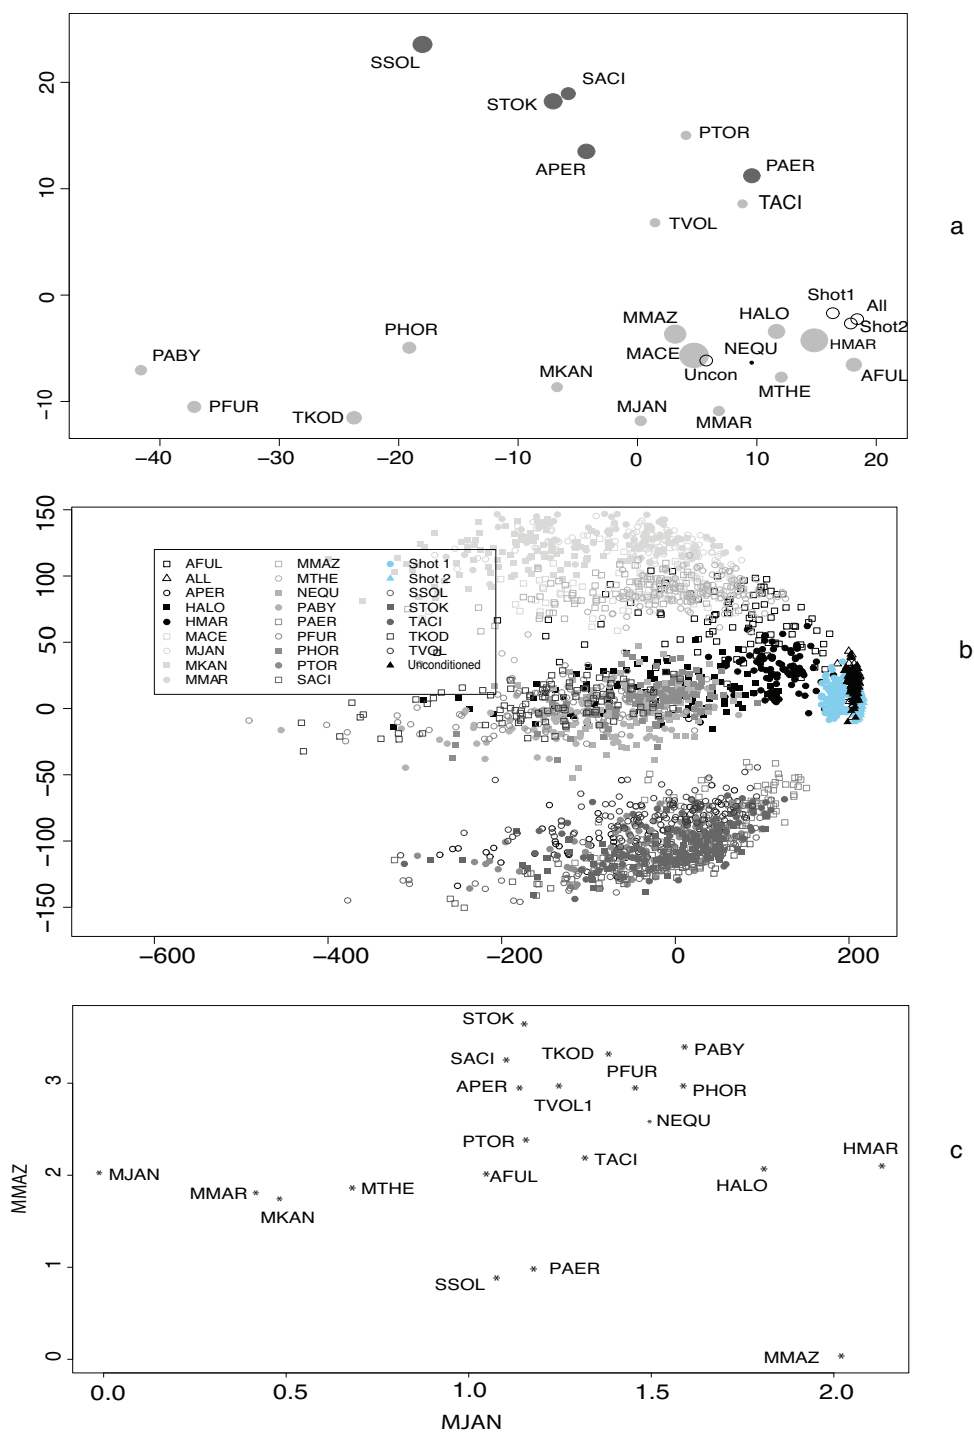 SSOL
SACI
STOK
PTOR
APER
PAER
TACI
TVOL
a
20
10
0
−10
Shot1
All
MMAZ
HALO
Shot2
PHOR
MACE
NEQU
HMAR
PABY
MKAN
Uncon
AFUL
PFUR
MTHE
TKOD
MJAN
MMAR
−40 −30 −20 −10 0 10 20
150
100
50
0
−50
−100
−150
AFUL MMAZ Shot 1
ALL MTHE Shot 2
APER NEQU SSOL
HALO PABY STOK
HMAR PAER TACI
MACE PFUR TKOD
MJAN PHOR TVOL
MKAN PTOR Unconditioned
MMAR SACI
b
−600 −400 −200 0 200
STOK
SACI
TKOD
PABY
PFUR
APER
PHOR
TVOL1
NEQU
PTOR
HMAR
TACI
c
MJAN
AFUL
MTHE
HALO
MMAR
MKAN
PAER
SSOL
MMAZ
3
2
1
0
MMAZ
0.0 0.5 1.0 1.5 2.0
MJAN